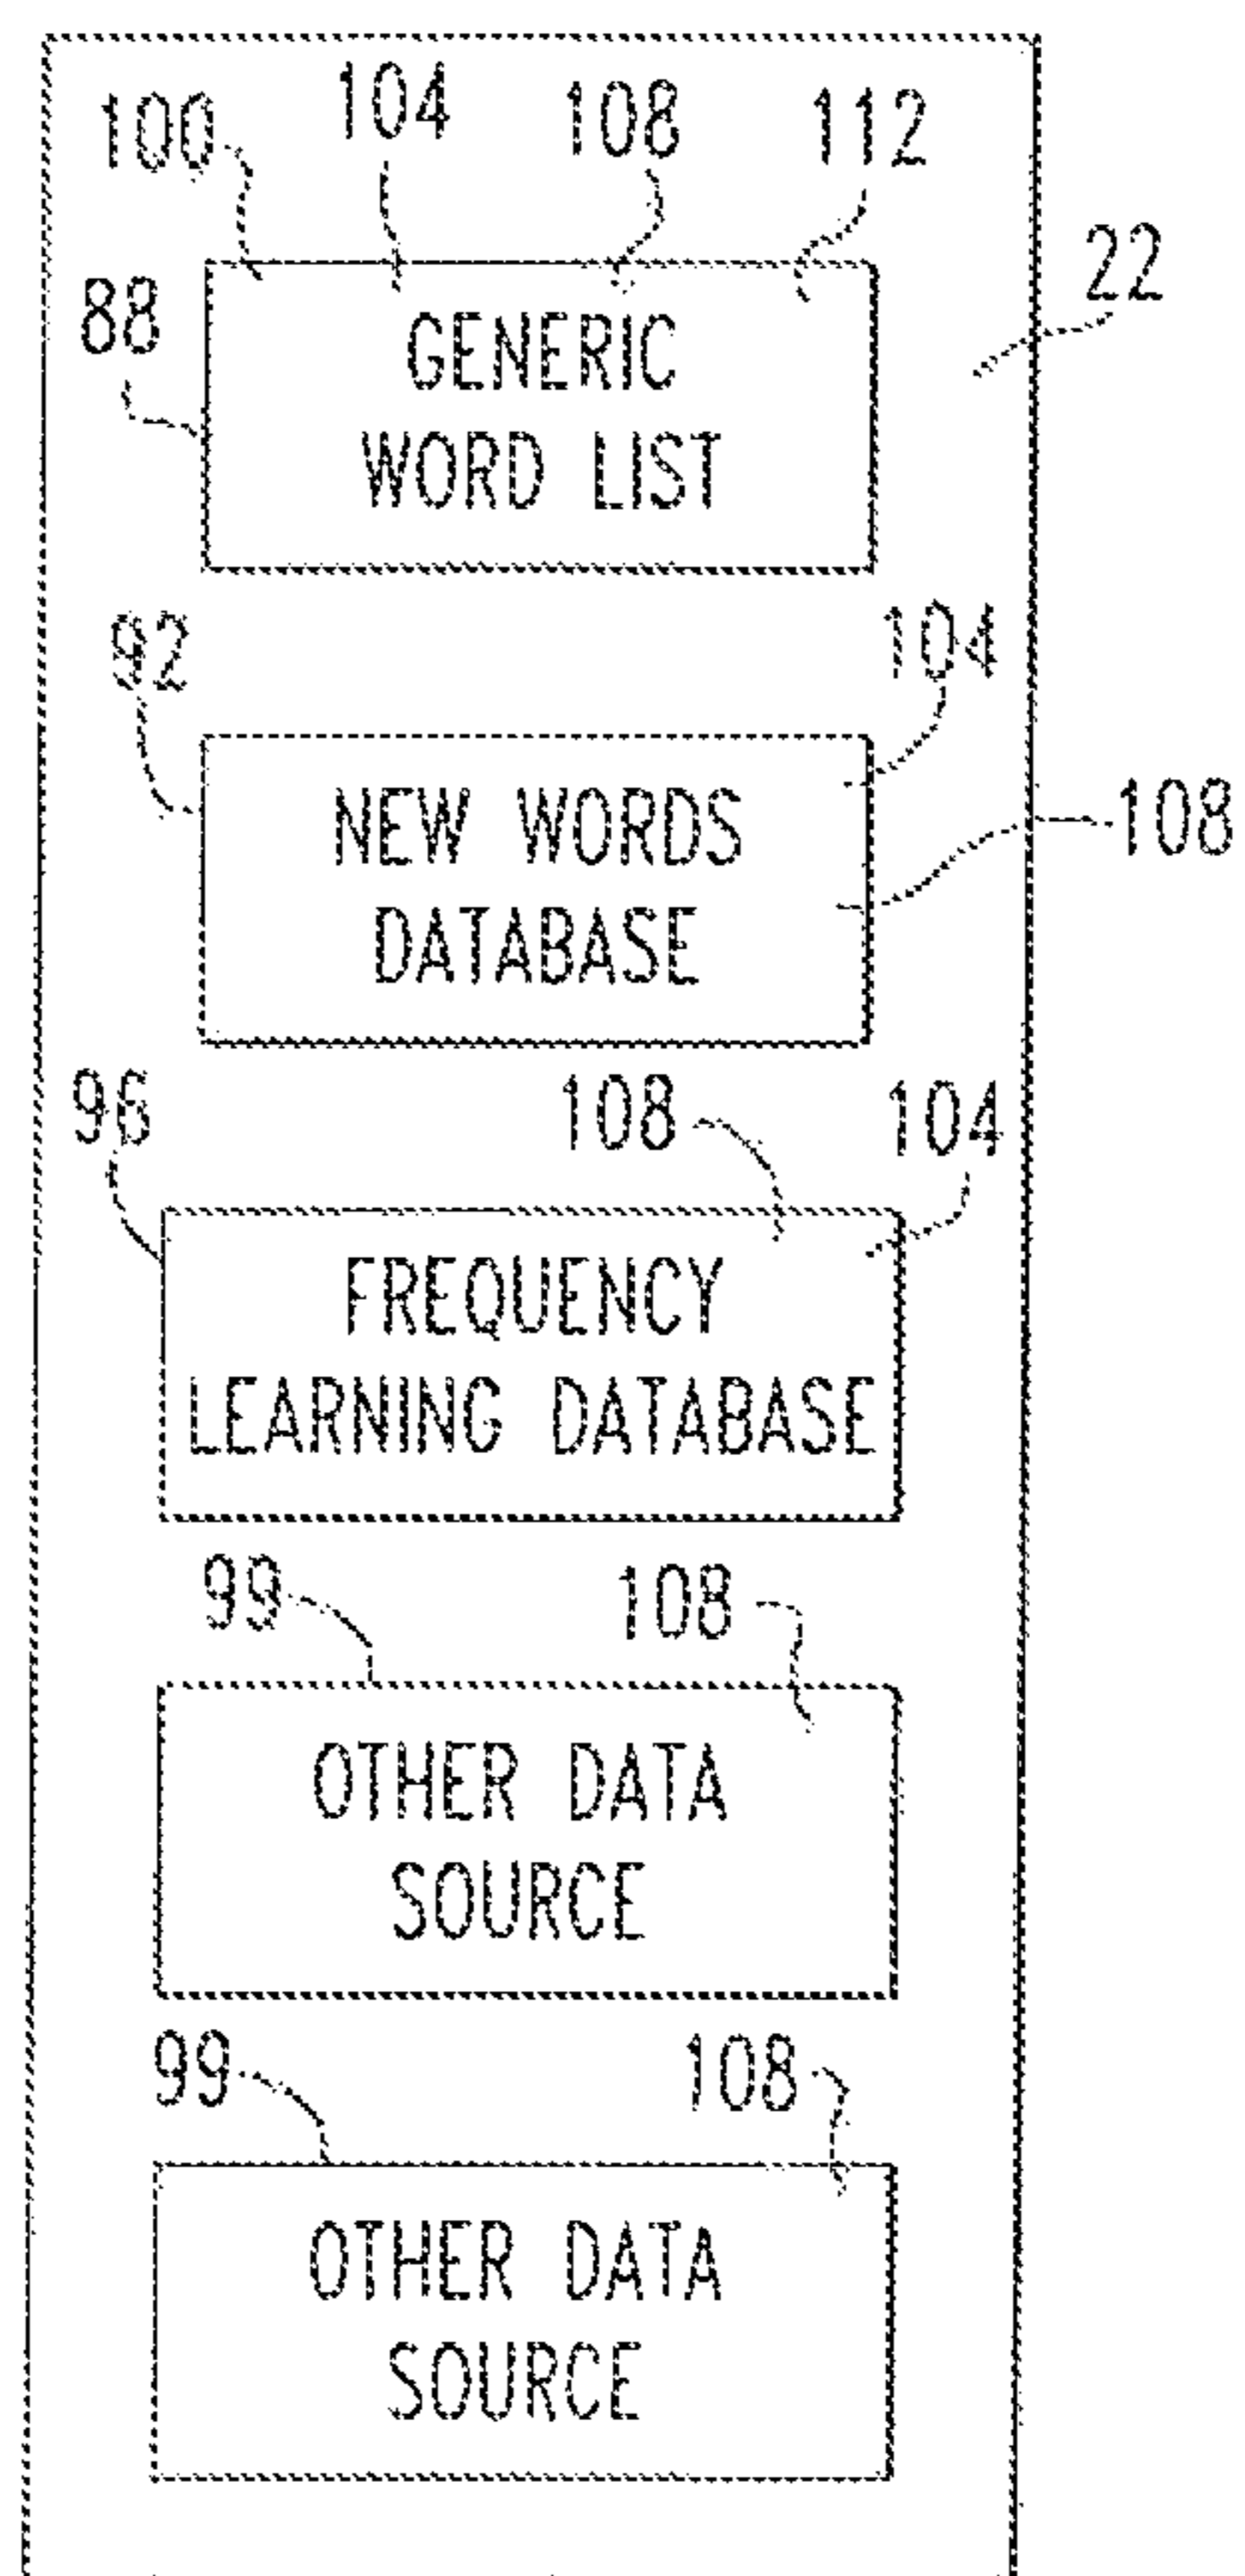 100 104 108 112
22
88
GENERIC
WORD LIST
92 104
NEW WORDS
108
DATABASE
96 108 104
FREQUENCY
LEARNING DATABASE
99 108
OTHER DATA
SOURCE
99 108
OTHER DATA
SOURCE